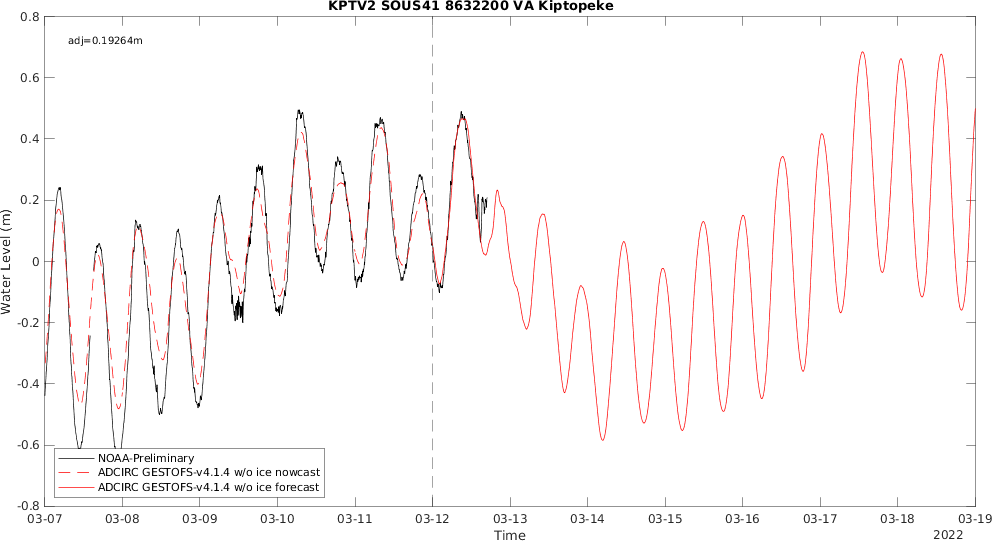 KPTV2 SOUS41 8632200 VA Kiptopeke
adj=0.19264m
Water Level (m)
0.8
0.6
0.4
0.2
0
-0.2
-0.4
-0.6
-0.8
NOAA-Preliminary
ADCIRC GESTOFS-v4.1.4 w/o ice nowcast
ADCIRC GESTOFS-v4.1.4 w/o ice forecast
03-07 03-08 03-09 03-10 03-11 03-12 03-13 03-14 03-15 03-16 03-17 03-18 03-19
Time
2022